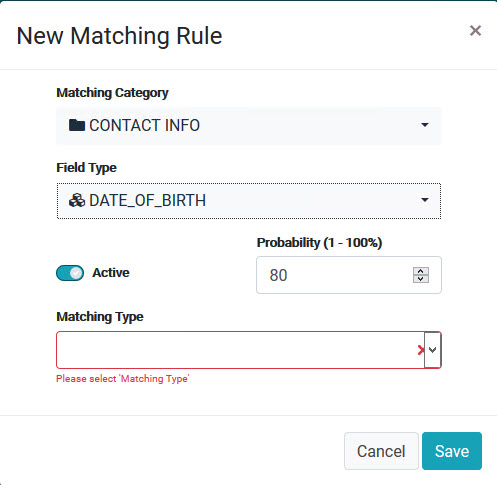 New Matching Rule
Matching Category
CONTACT INFO
Field Type
DATE_OF_BIRTH
Probability (1 - 100%)
Active
80
Matching Type
Please select 'Matching Type'
Cancel Save